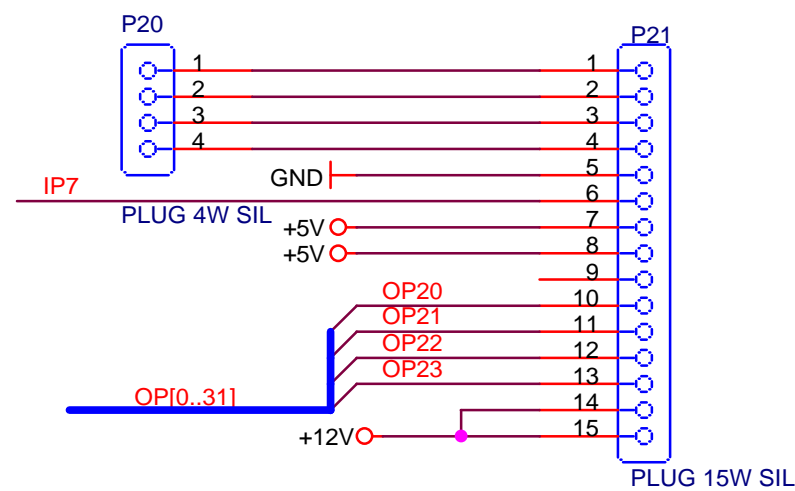 P20
P21
1 1
2 2
3 3
4 4
GND 5
IP7 6
PLUG 4W SIL
+5V 7
+5V 8
9
OP20 10
OP21 11
OP22 12
OP23 13
OP[0..31]
14
+12V 15
PLUG 15W SIL